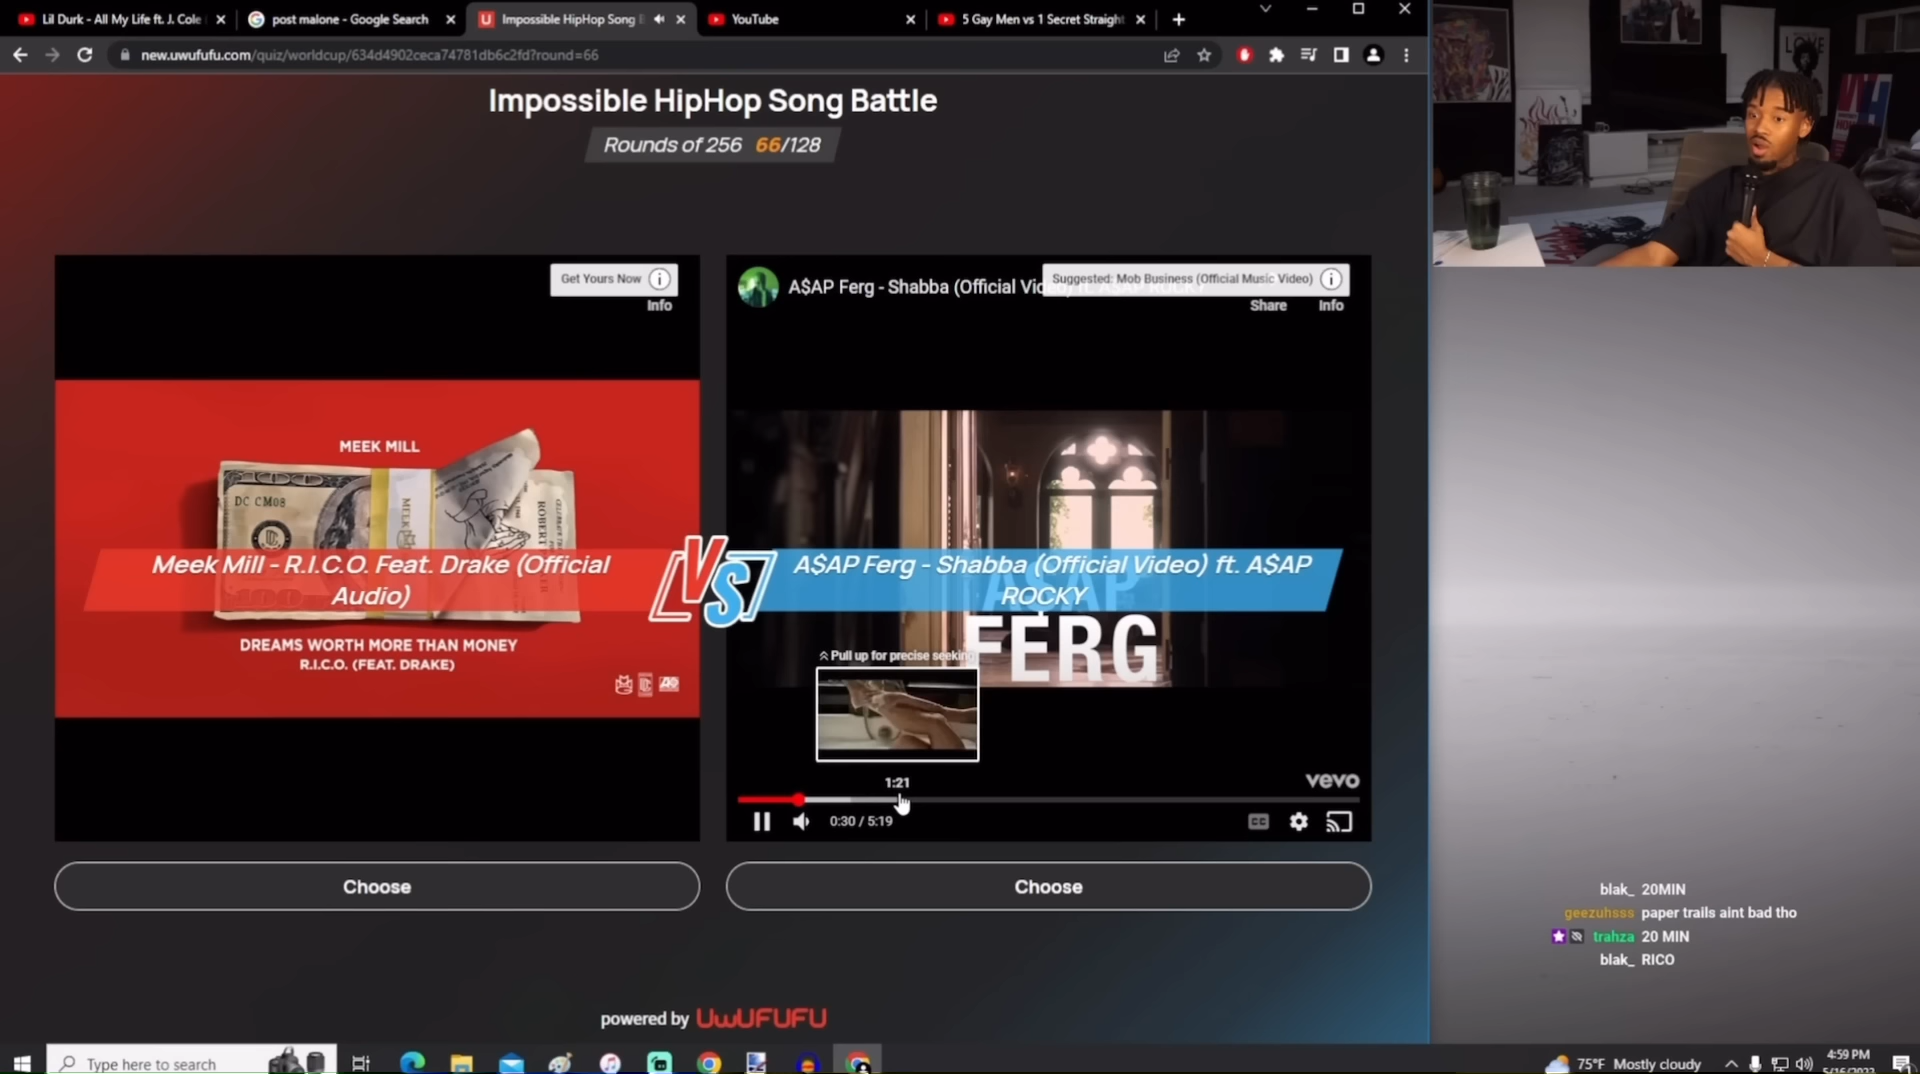 Lil Durk - All My Life ft. J. Cole
post malone - Google Search
Impossible HipHop Song
YouTube
5 Gay Men vs 1 Secret Straight
new.uwufufu.com/quiz/worldcup/634d4902ceca74781db6c2fd?round=66
Impossible HipHop Song Battle
Rounds of 256 66/128
Get Yours Now
Info
A$AP Ferg - Shabba (Official Vid
Suggested: Mob Business (Official Music Video)
Share
Info
LOVE
MEEK MILL
DC CM08
Meek Mill - R.I.C.O. Feat. Drake (Official
Audio)
VS
A$AP Ferg - Shabba (Official Video) ft. A$AP
ROCKY
A$AP
FERG
DREAMS WORTH MORE THAN MONEY
R.I.C.O. (FEAT. DRAKE)
Pull up for precise seeking
1:21
vevo
0:30 / 5:19
CC
Choose
Choose
blak_ 20MIN
geezuhsss paper trails aint bad tho
trahza 20 MIN
blak_ RICO
powered by UWUFUFU
Type here to search
75°F Mostly cloudy
4:59 PM